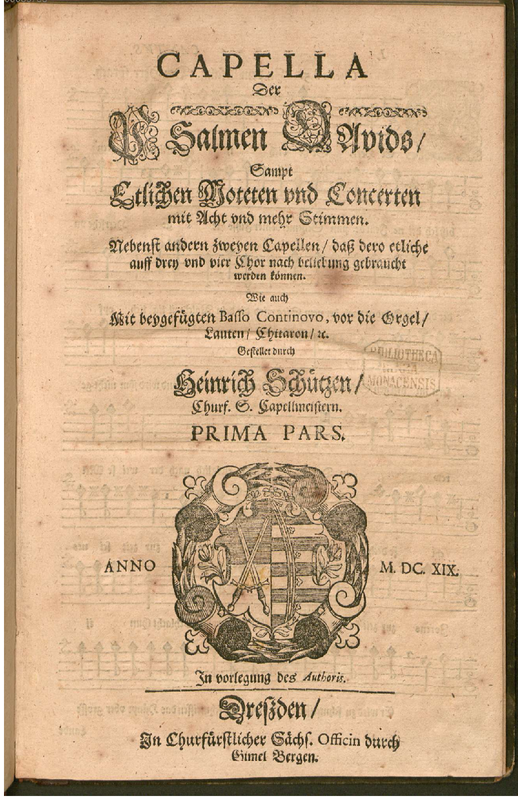 CAPELLA
Der
PSalmen DAvids/
Sampt
Etlichen Moteten vnd Concerten
mit Acht vnd mehr Stimmen.
Nebenst andern zweyen Capellen/ daß dero etliche
auff drey vnd vier Chor nach beliebung gebraucht
werden können.
Wie auch
Mit beygefügten Basso Continovo, vor die Orgel/
Lauten/ Chitaron/ ꝛc.
Gestellet durch
Heinrich Schützen/
Churf. S. Capellmeistern.
BIBLIOTHECA
REGIA
MONACENSIS
PRIMA PARS.
ANNO M. DC. XIX.
In vorlegung des Authoris.
Dreßden/
In Churfürstlicher Sächs. Officin durch
Gimel Bergen.